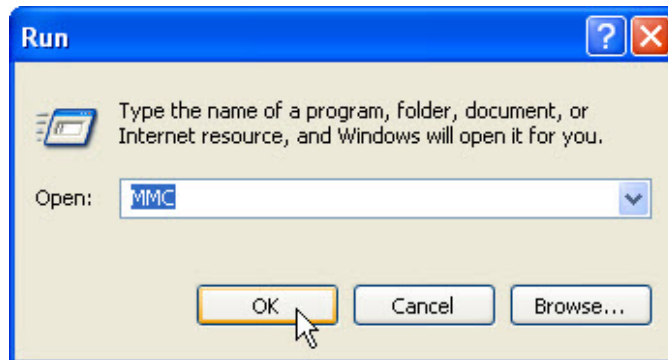 Run
Type the name of a program, folder, document, or
Internet resource, and Windows will open it for you.
Open: MMC
OK Cancel Browse...